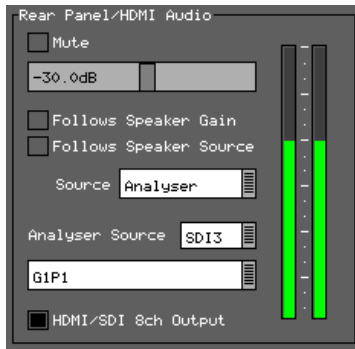 Rear Panel/HDMI Audio
Mute
-30.0dB
Follows Speaker Gain
Follows Speaker Source
Source Analyser
Analyser Source SDI3
G1P1
HDMI/SDI 8ch Output